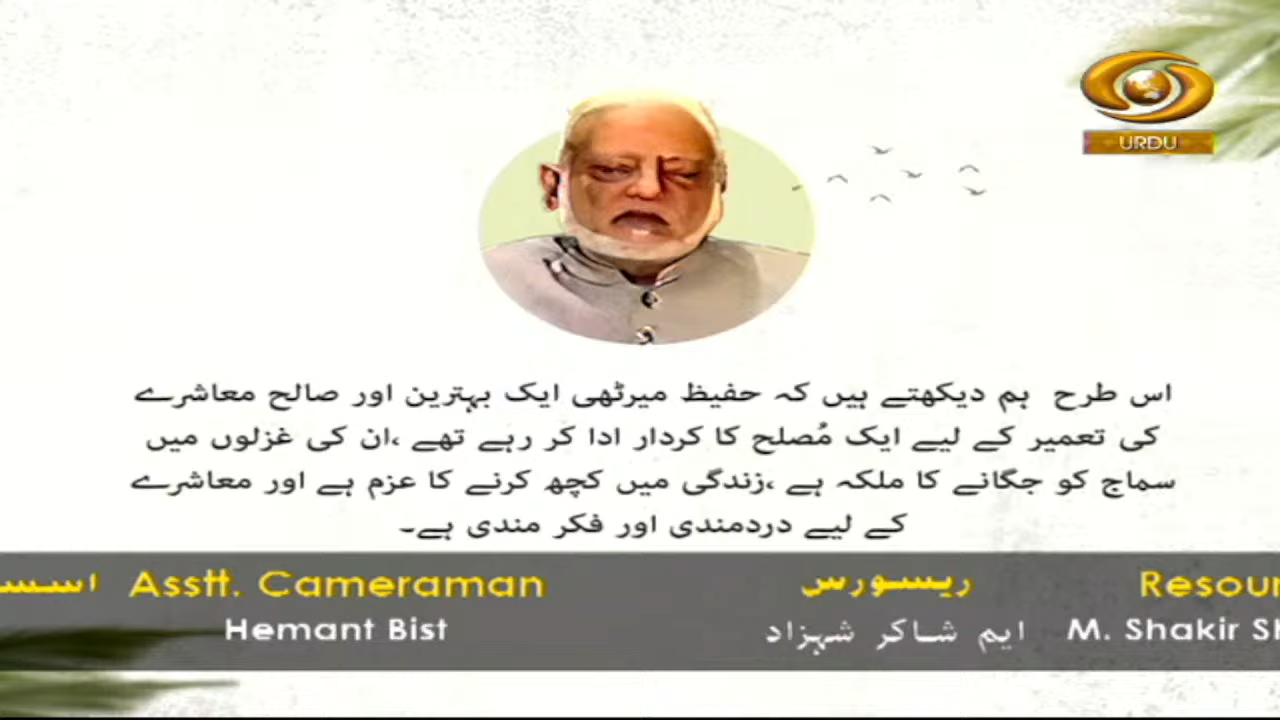 URDU
اس طرح ہم دیکھتے ہیں کہ حفیظ میرٹھی ایک بہترین اور صالح معاشرے
کی تعمیر کے لیے ایک مُصلح کا کردار ادا کر رہے تھے ،ان کی غزلوں میں
سماج کو جگانے کا ملکہ ہے ،زندگی میں کچھ کرنے کا عزم ہے اور معاشرے
کے لیے دردمندی اور فکر مندی ہے۔
Asstt. Cameraman ریسورس
Hemant Bist ایم شاکر شہزاد M. Shakir